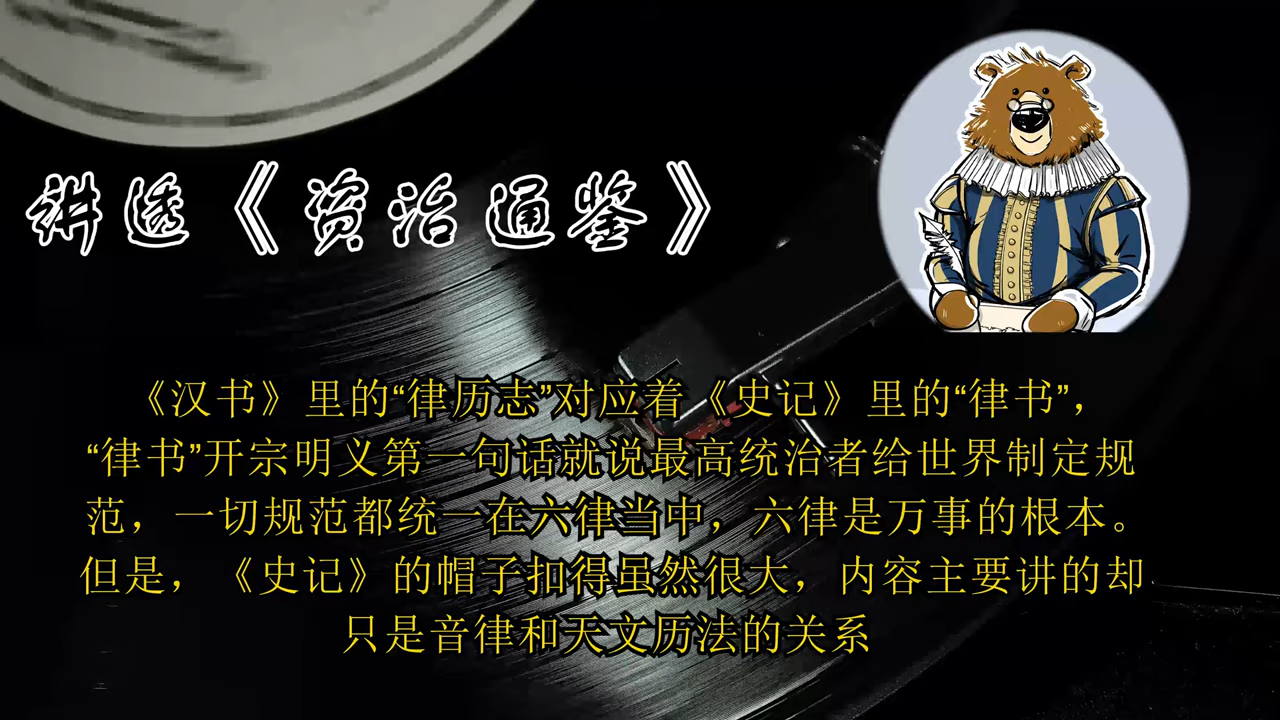 讲透《资治通鉴》
《汉书》里的“律历志”对应着《史记》里的“律书”，
“律书”开宗明义第一句话就说最高统治者给世界制定规
范，一切规范都统一在六律当中，六律是万事的根本。
但是，《史记》的帽子扣得虽然很大，内容主要讲的却
只是音律和天文历法的关系